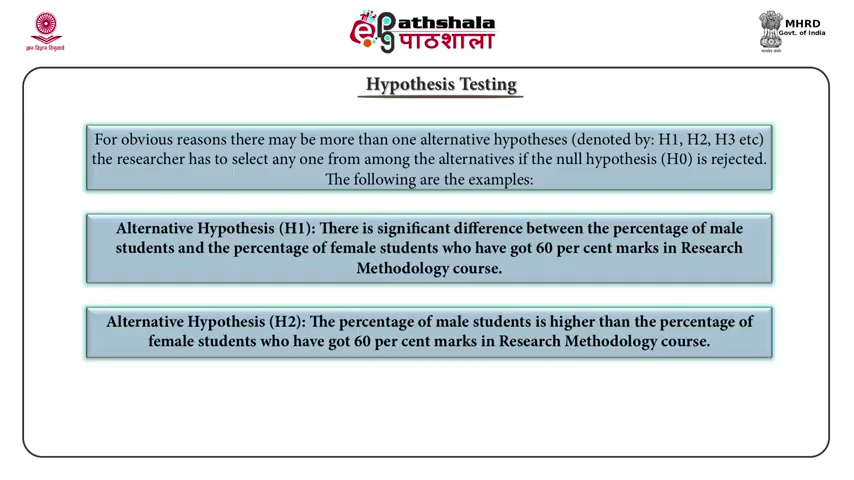 ePG Pathshala
पाठशाला
MHRD
Govt. of India
Hypothesis Testing
For obvious reasons there may be more than one alternative hypotheses (denoted by: H1, H2, H3 etc)
the researcher has to select any one from among the alternatives if the null hypothesis (H0) is rejected.
The following are the examples:
Alternative Hypothesis (H1): There is significant difference between the percentage of male
students and the percentage of female students who have got 60 per cent marks in Research
Methodology course.
Alternative Hypothesis (H2): The percentage of male students is higher than the percentage of
female students who have got 60 per cent marks in Research Methodology course.